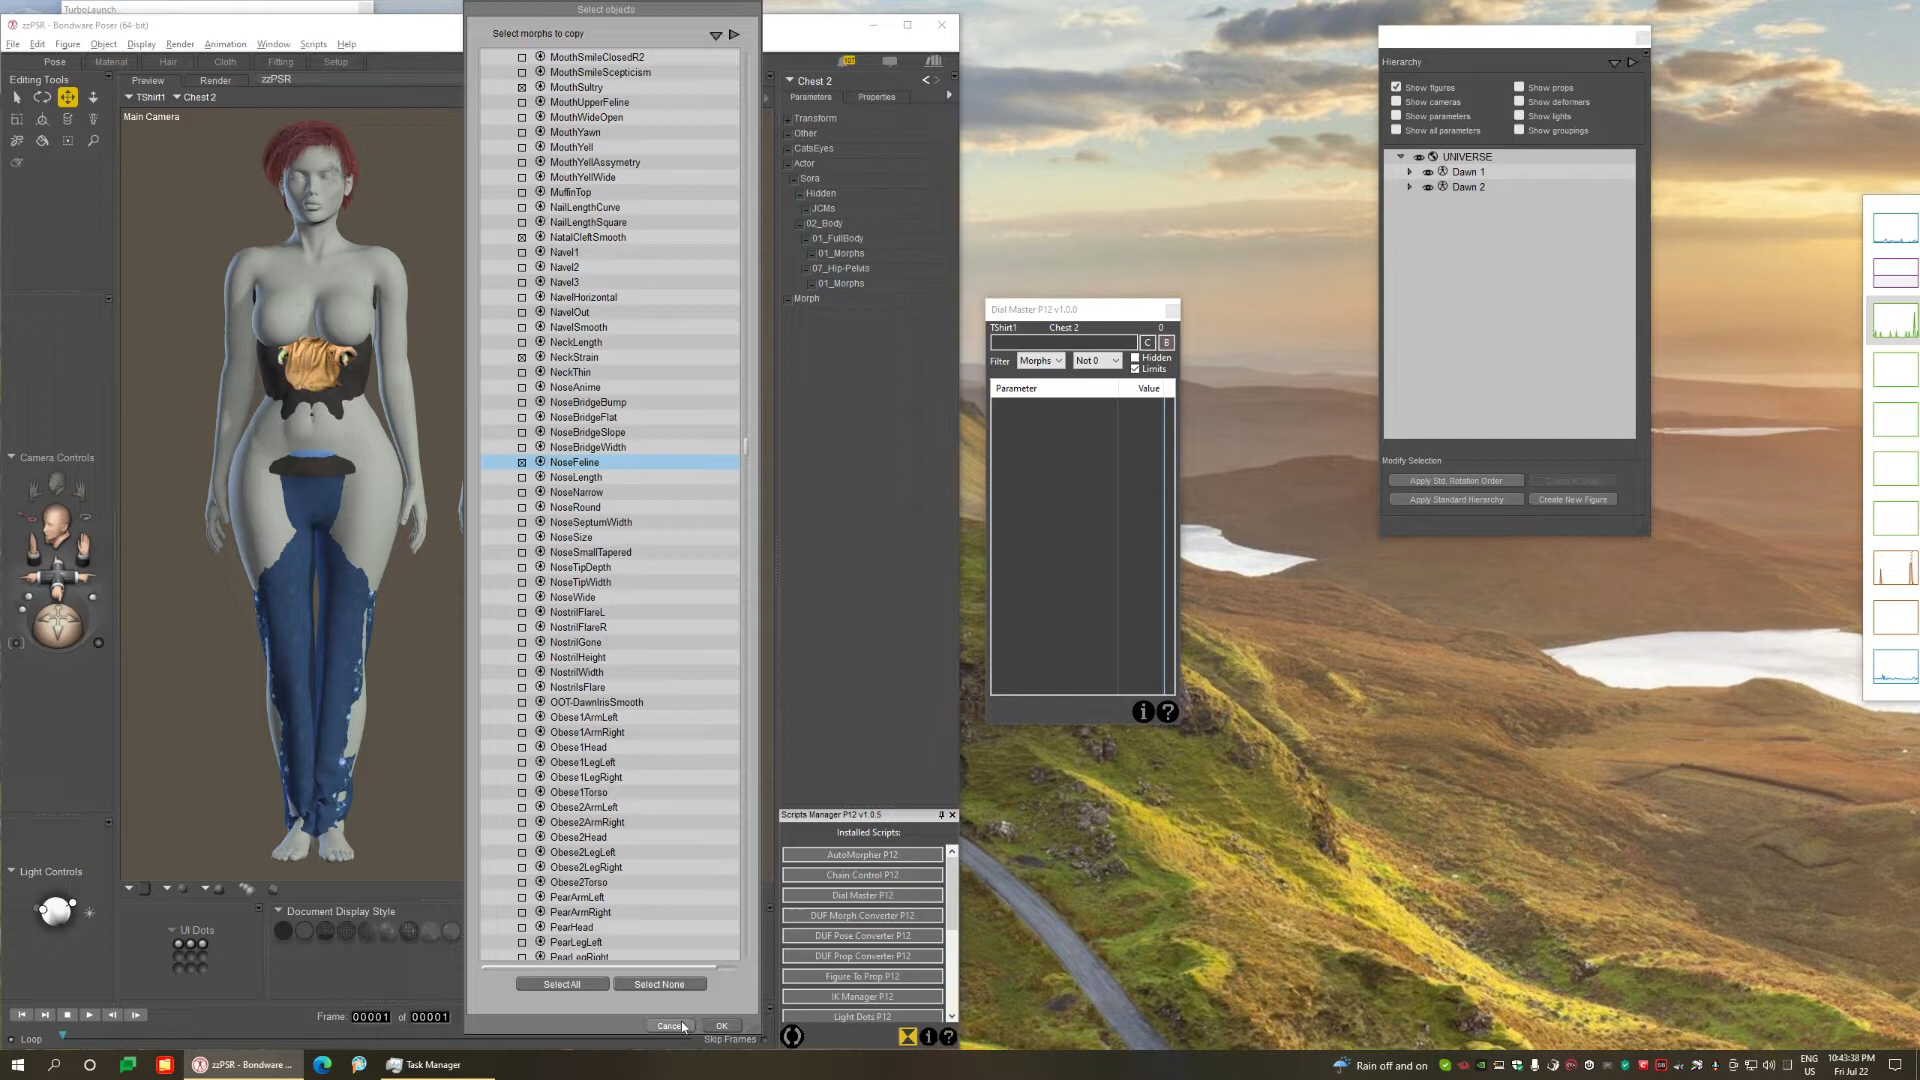 TurboLaunch
zzPSR - Bondware Poser (64-bit)
File Edit Figure Object Display Render Animation Window Scripts Help
Pose Material Hair Cloth Fitting Setup
Editing Tools
Preview Render zzPSR
TShirt1 Chest 2
Main Camera
Camera Controls
Light Controls
UI Dots
Document Display Style
Frame: 00001 of 00001
Loop
Skip Frames
Select objects
Select morphs to copy
MouthSmileClosedR2
MouthSmileScepticism
MouthSultry
MouthUpperFeline
MouthWideOpen
MouthYawn
MouthYell
MouthYellAssymetry
MouthYellWide
MuffinTop
NailLengthCurve
NailLengthSquare
NatalCleftSmooth
Navel1
Navel2
Navel3
NavelHorizontal
NavelOut
NavelSmooth
NeckLength
NeckStrain
NeckThin
NoseAnime
NoseBridgeBump
NoseBridgeFlat
NoseBridgeSlope
NoseBridgeWidth
NoseFeline
NoseLength
NoseNarrow
NoseRound
NoseSeptumWidth
NoseSize
NoseSmallTapered
NoseTipDepth
NoseTipWidth
NoseWide
NostrilFlareL
NostrilFlareR
NostrilGone
NostrilHeight
NostrilWidth
NostrilsFlare
OOT-DawnIrisSmooth
Obese1ArmLeft
Obese1ArmRight
Obese1Head
Obese1LegLeft
Obese1LegRight
Obese1Torso
Obese2ArmLeft
Obese2ArmRight
Obese2Head
Obese2LegLeft
Obese2LegRight
Obese2Torso
PearArmLeft
PearArmRight
PearHead
PearLegLeft
PearLegRight
Select All Select None
Cancel OK
107
Chest 2
Parameters Properties
Transform
Other
CatsEyes
Actor
Sora
Hidden
JCMs
02_Body
01_FullBody
01_Morphs
07_Hip-Pelvis
01_Morphs
Morph
Scripts Manager P12 v1.0.5
Installed Scripts:
AutoMorpher P12
Chain Control P12
Dial Master P12
DUF Morph Converter P12
DUF Pose Converter P12
DUF Prop Converter P12
Figure To Prop P12
IK Manager P12
Light Dots P12
Dial Master P12 v1.0.0
TShirt1 Chest 2 0
C B
Filter Morphs Not 0 Hidden
Limits
Parameter Value
Hierarchy
Show figures Show props
Show cameras Show deformers
Show parameters Show lights
Show all parameters Show groupings
UNIVERSE
Dawn 1
Dawn 2
Modify Selection
Apply Std. Rotation Order
Apply Standard Hierarchy Create New Figure
zzPSR - Bondware ... Task Manager
Rain off and on
ENG
US
10:43:38 PM
Fri Jul 22